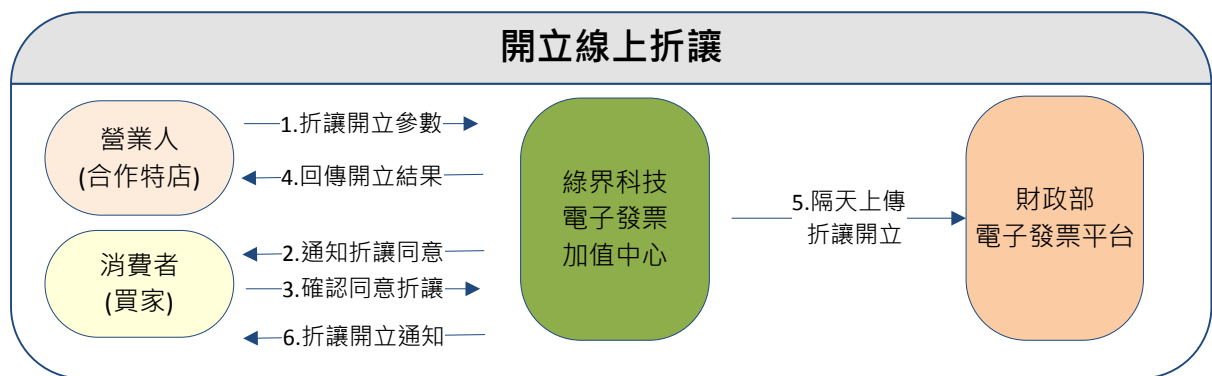 開立線上折讓
營業人
(合作特店)
1.折讓開立參數
4.回傳開立結果
消費者
(買家)
2.通知折讓同意
3.確認同意折讓
6.折讓開立通知
綠界科技
電子發票
加值中心
5.隔天上傳
折讓開立
財政部
電子發票平台